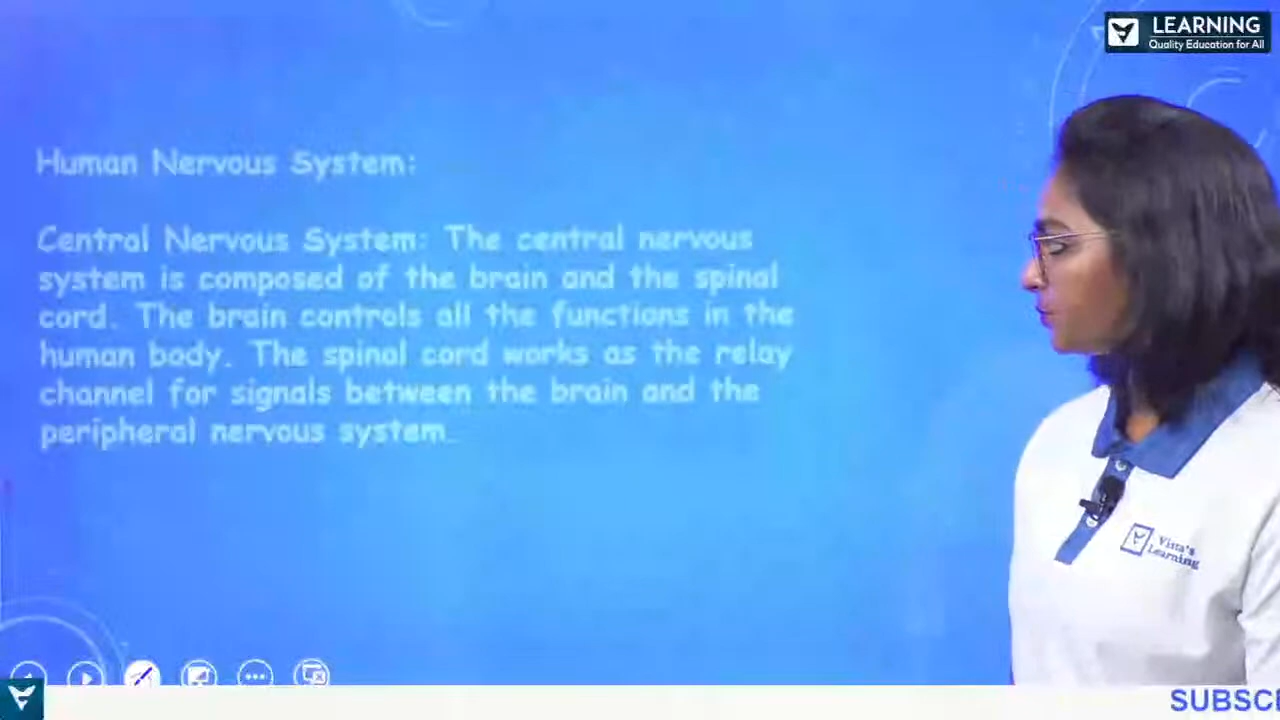 LEARNING
Quality Education for All
Human Nervous System:
Central Nervous System: The central nervous
system is composed of the brain and the spinal
cord. The brain controls all the functions in the
human body. The spinal cord works as the relay
channel for signals between the brain and the
peripheral nervous system.
Vista's
Learning
SUBSC